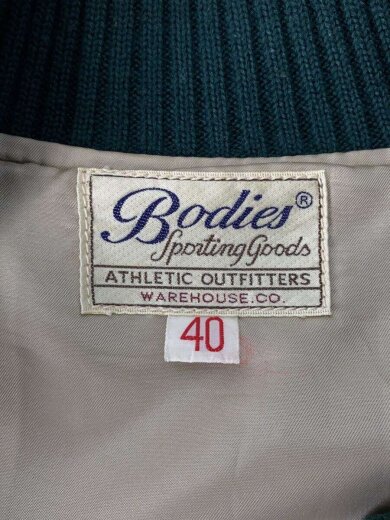 Bodies®
Sporting Goods
ATHLETIC OUTFITTERS
WAREHOUSE.CO.
40